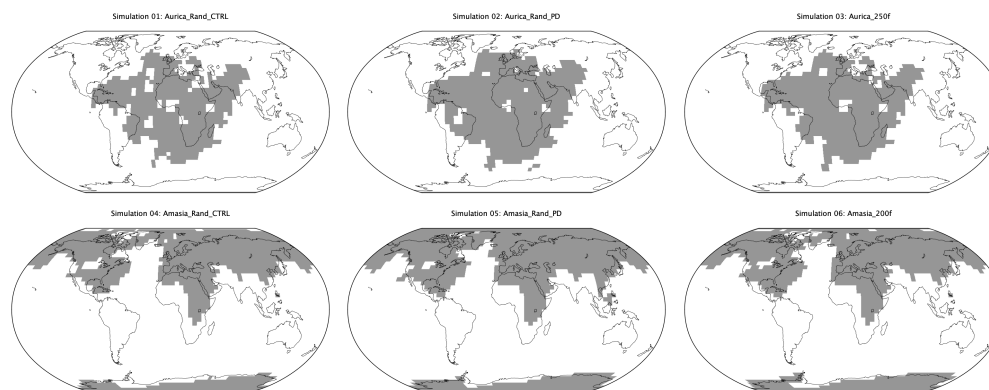 Simulation 01: Aurica_Rand_CTRL
Simulation 02: Aurica_Rand_PD
Simulation 03: Aurica_250f
Simulation 04: Amasia_Rand_CTRL
Simulation 05: Amasia_Rand_PD
Simulation 06: Amasia_200f